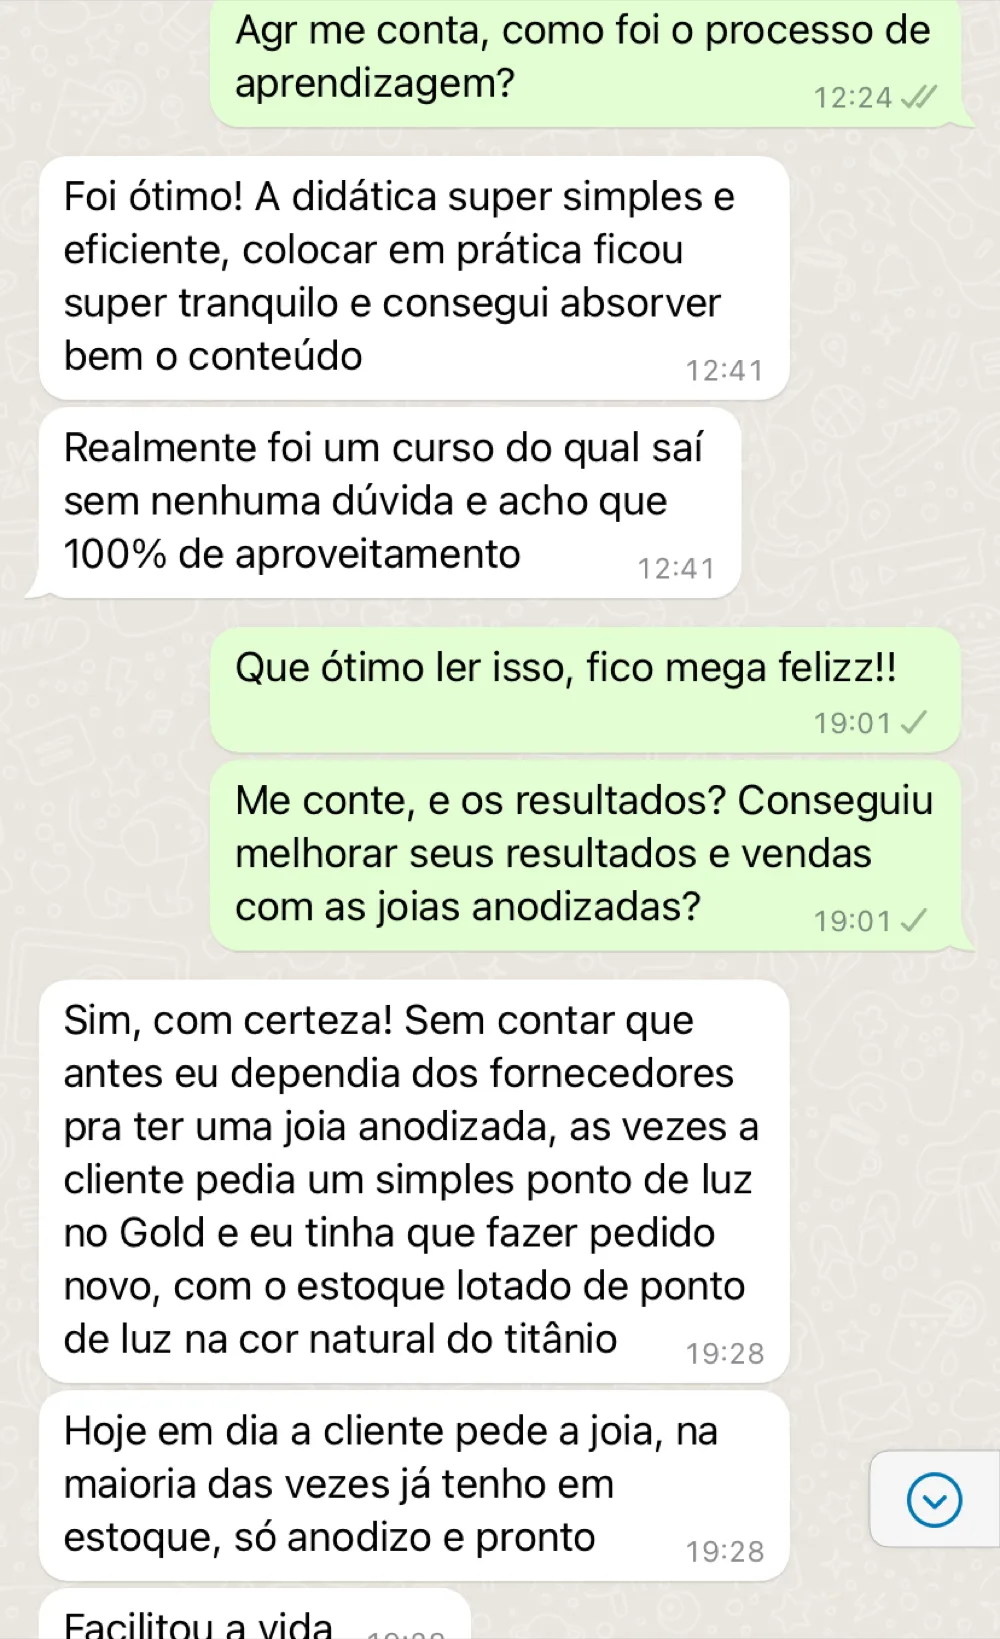 Agr me conta, como foi o processo de
aprendizagem?
12:24
Foi ótimo! A didática super simples e
eficiente, colocar em prática ficou
super tranquilo e consegui absorver
bem o conteúdo
12:41
Realmente foi um curso do qual saí
sem nenhuma dúvida e acho que
100% de aproveitamento
12:41
Que ótimo ler isso, fico mega felizz!!
19:01
Me conte, e os resultados? Conseguiu
melhorar seus resultados e vendas
com as joias anodizadas?
19:01
Sim, com certeza! Sem contar que
antes eu dependia dos fornecedores
pra ter uma joia anodizada, as vezes a
cliente pedia um simples ponto de luz
no Gold e eu tinha que fazer pedido
novo, com o estoque lotado de ponto
de luz na cor natural do titânio
19:28
Hoje em dia a cliente pede a joia, na
maioria das vezes já tenho em
estoque, só anodizo e pronto
19:28
Facilitou a vida